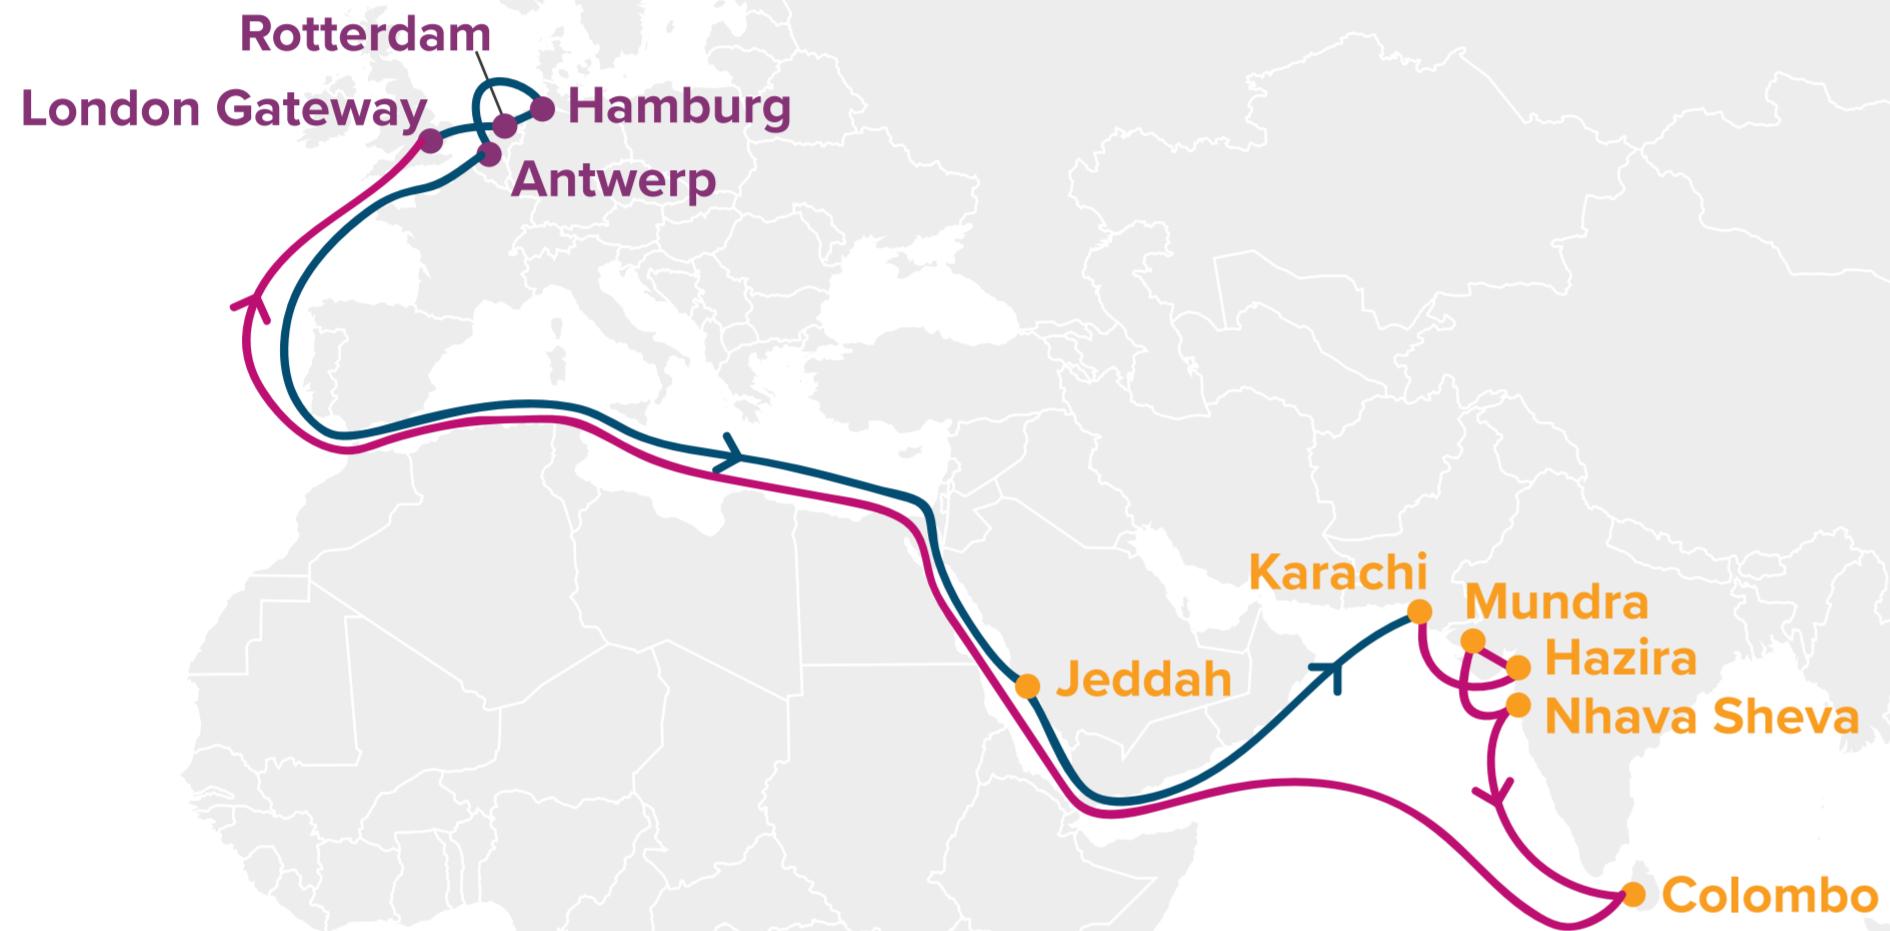 Rotterdam
London Gateway
Hamburg
Antwerp
Karachi
Mundra
Hazira
Jeddah
Nhava Sheva
Colombo